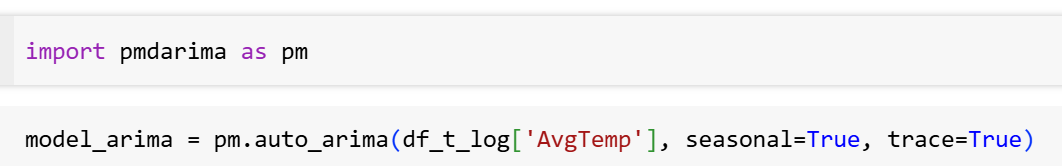 import pmdarima as pm
model_arima = pm.auto_arima(df_t_log['AvgTemp'], seasonal=True, trace=True)